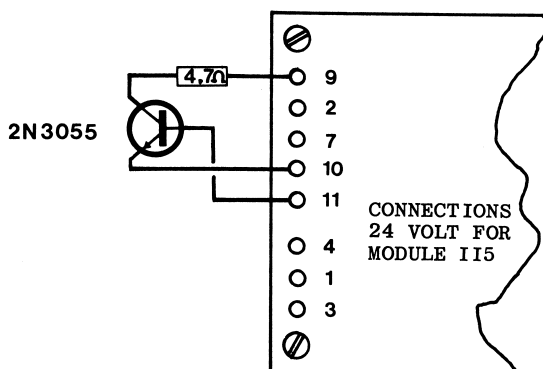 4,7Ω
9
2
7
2N3055
10
11
CONNECTIONS
24 VOLT FOR
MODULE II5
4
1
3